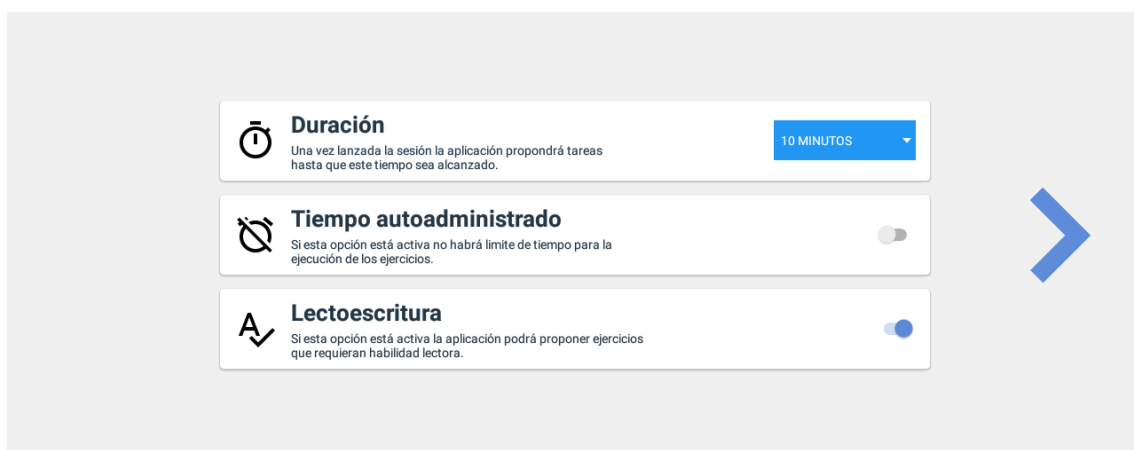 Duración
Una vez lanzada la sesión la aplicación propondrá tareas
hasta que este tiempo sea alcanzado.
10 MINUTOS
Tiempo autoadministrado
Si esta opción está activa no habrá limite de tiempo para la
ejecución de los ejercicios.
Lectoescritura
Si esta opción está activa la aplicación podrá proponer ejercicios
que requieran habilidad lectora.